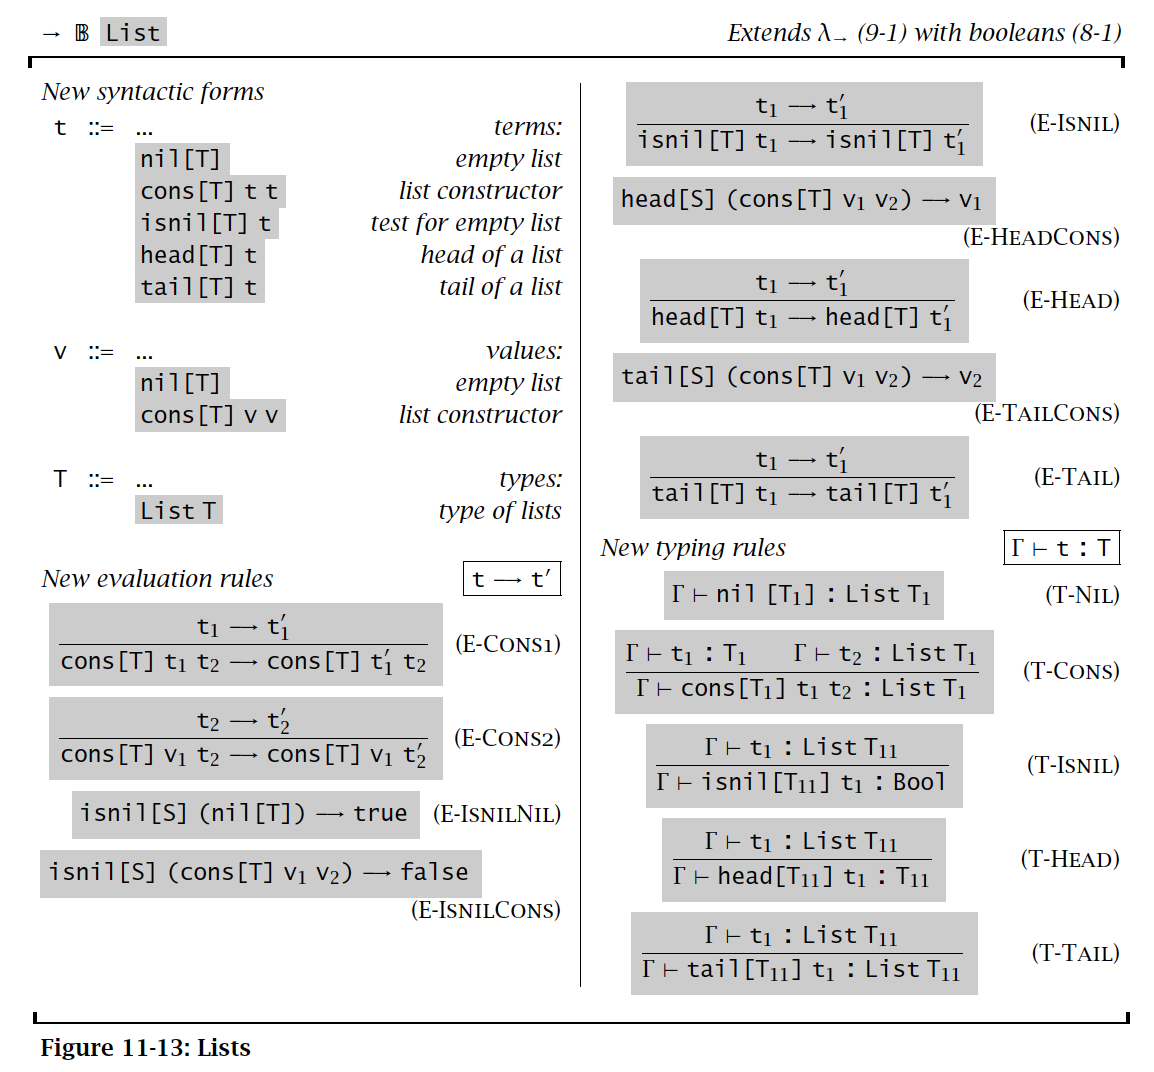 → 𝔹 List
Extends λ→ (9-1) with booleans (8-1)
New syntactic forms
t ::= ... terms:
nil[T] empty list
cons[T] t t list constructor
isnil[T] t test for empty list
head[T] t head of a list
tail[T] t tail of a list
v ::= ... values:
nil[T] empty list
cons[T] v v list constructor
T ::= ... types:
List T type of lists
New evaluation rules t ⟶ t′
t₁ ⟶ t₁′
cons[T] t₁ t₂ ⟶ cons[T] t₁′ t₂ (E-Cons1)
t₂ ⟶ t₂′
cons[T] v₁ t₂ ⟶ cons[T] v₁ t₂′ (E-Cons2)
isnil[S] (nil[T]) ⟶ true (E-IsnilNil)
isnil[S] (cons[T] v₁ v₂) ⟶ false
(E-IsnilCons)
t₁ ⟶ t₁′
isnil[T] t₁ ⟶ isnil[T] t₁′ (E-Isnil)
head[S] (cons[T] v₁ v₂) ⟶ v₁
(E-HeadCons)
t₁ ⟶ t₁′
head[T] t₁ ⟶ head[T] t₁′ (E-Head)
tail[S] (cons[T] v₁ v₂) ⟶ v₂
(E-TailCons)
t₁ ⟶ t₁′
tail[T] t₁ ⟶ tail[T] t₁′ (E-Tail)
New typing rules Γ ⊢ t : T
Γ ⊢ nil [T₁] : List T₁ (T-Nil)
Γ ⊢ t₁ : T₁ Γ ⊢ t₂ : List T₁
Γ ⊢ cons[T₁] t₁ t₂ : List T₁ (T-Cons)
Γ ⊢ t₁ : List T₁₁
Γ ⊢ isnil[T₁₁] t₁ : Bool (T-Isnil)
Γ ⊢ t₁ : List T₁₁
Γ ⊢ head[T₁₁] t₁ : T₁₁ (T-Head)
Γ ⊢ t₁ : List T₁₁
Γ ⊢ tail[T₁₁] t₁ : List T₁₁ (T-Tail)
Figure 11-13: Lists